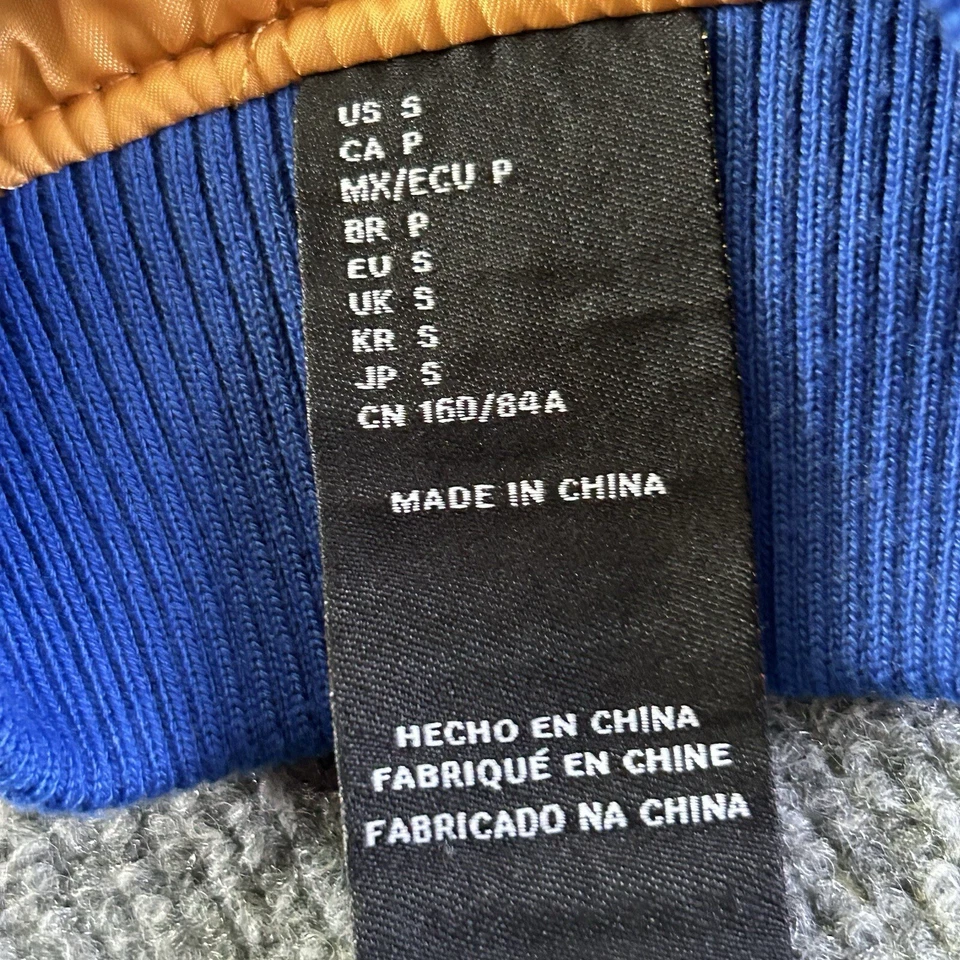 US S
CA P
MX/ECU P
BR P
EU S
UK S
KR S
JP S
CN 160/84A
MADE IN CHINA
HECHO EN CHINA
FABRIQUÉ EN CHINE
FABRICADO NA CHINA